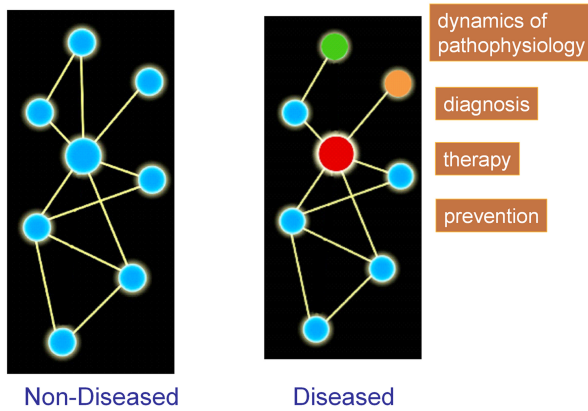 dynamics of
pathophysiology
diagnosis
therapy
prevention
Non-Diseased
Diseased